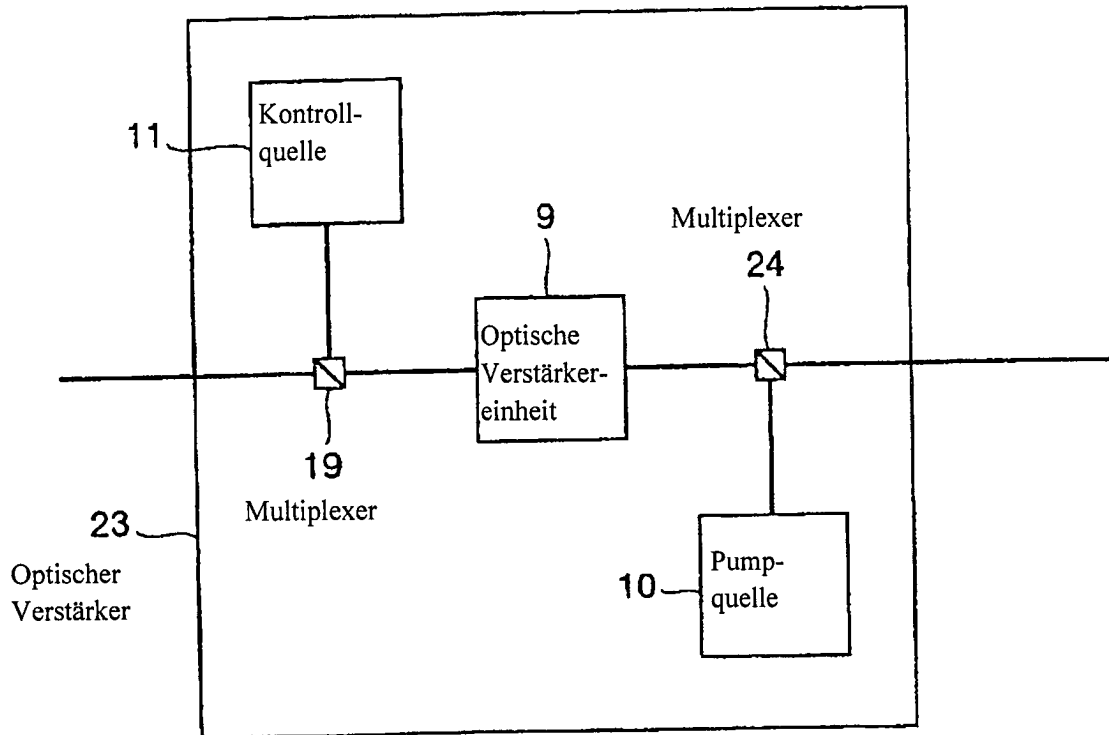 Kontroll-
quelle
11
9
Multiplexer
24
Optische
Verstärker-
einheit
19
Multiplexer
23
Optischer
Verstärker
10
Pump-
quelle